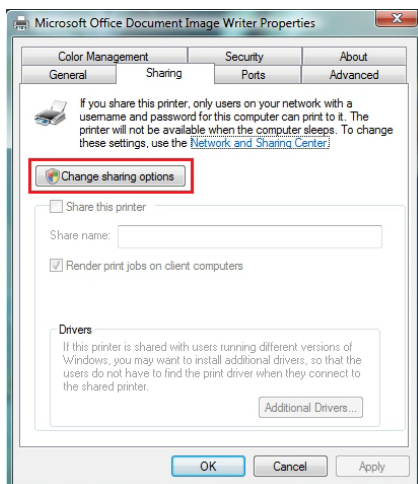 Microsoft Office Document Image Writer Properties
Color Management Security About
General Sharing Ports Advanced
If you share this printer, only users on your network with a
username and password for this computer can print to it. The
printer will not be available when the computer sleeps. To change
these settings, use the Network and Sharing Center.
Change sharing options
Share this printer
Share name:
Render print jobs on client computers
Drivers
If this printer is shared with users running different versions of
Windows, you may want to install additional drivers, so that the
users do not have to find the print driver when they connect to
the shared printer.
Additional Drivers...
OK Cancel Apply